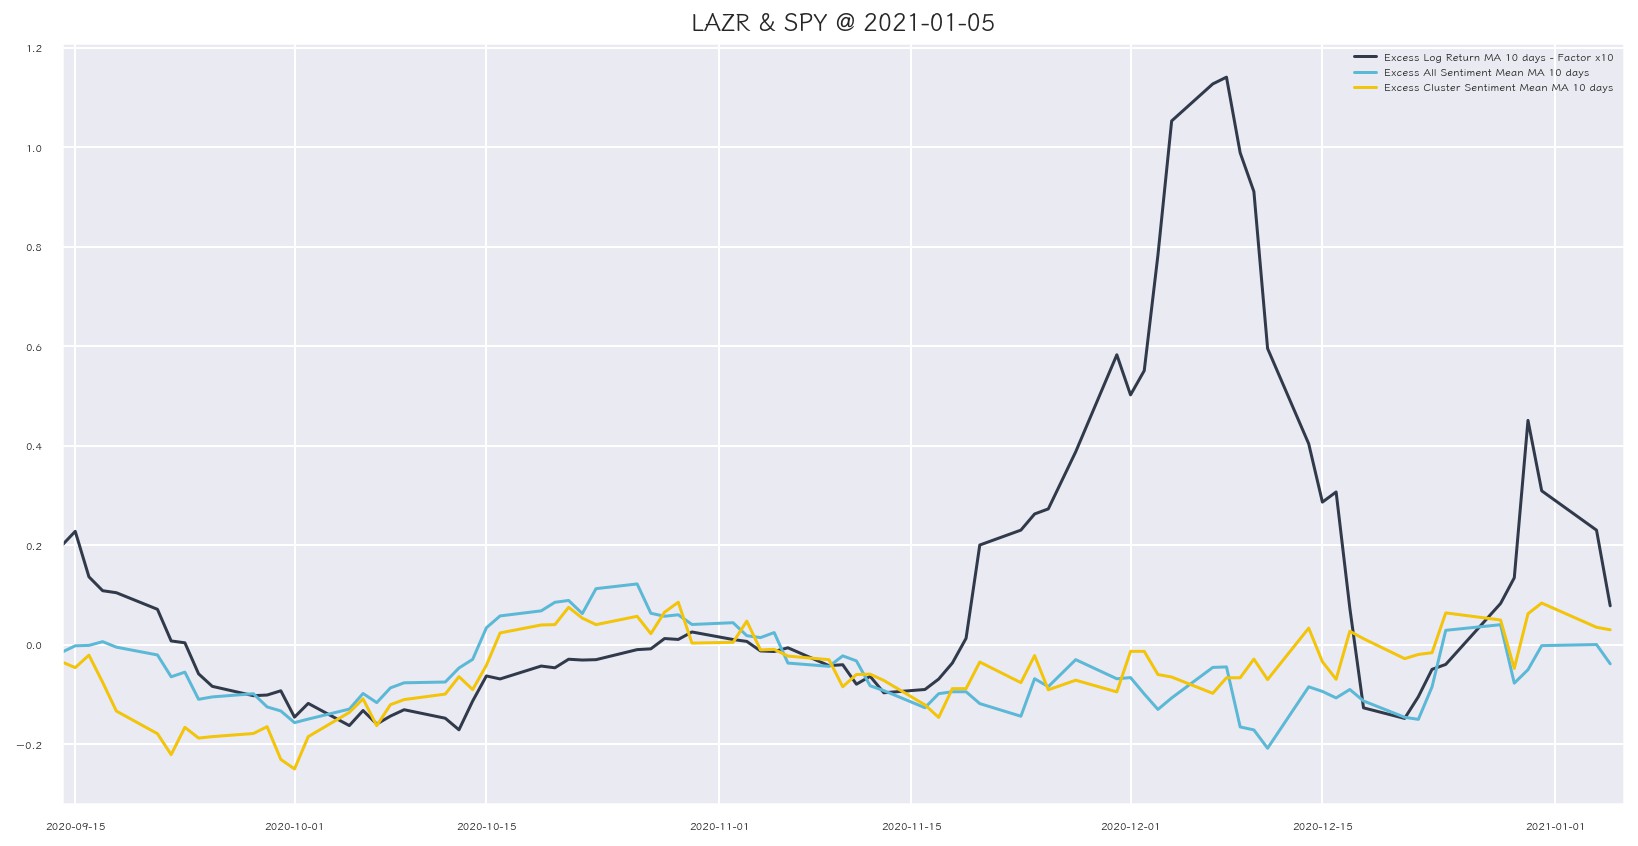 LAZR & SPY @ 2021-01-05
Excess Log Return MA 10 days - Factor x10
Excess All Sentiment Mean MA 10 days
Excess Cluster Sentiment Mean MA 10 days
1.2
1.0
0.8
0.6
0.4
0.2
0.0
−0.2
2020-09-15 2020-10-01 2020-10-15 2020-11-01 2020-11-15 2020-12-01 2020-12-15 2021-01-01